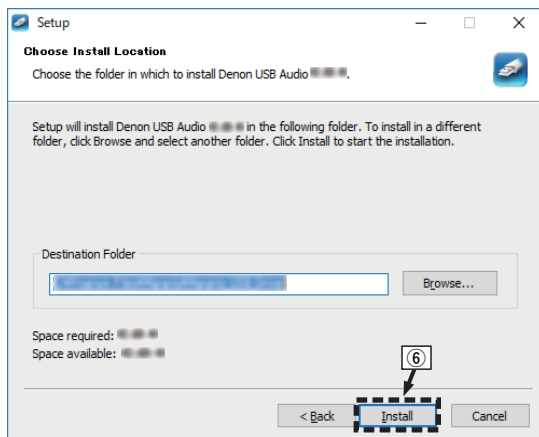 Setup
Choose Install Location
Choose the folder in which to install Denon USB Audio .
Setup will install Denon USB Audio in the following folder. To install in a different
folder, click Browse and select another folder. Click Install to start the installation.
Destination Folder
Browse...
Space required:
Space available:
⑥
< Back Install Cancel